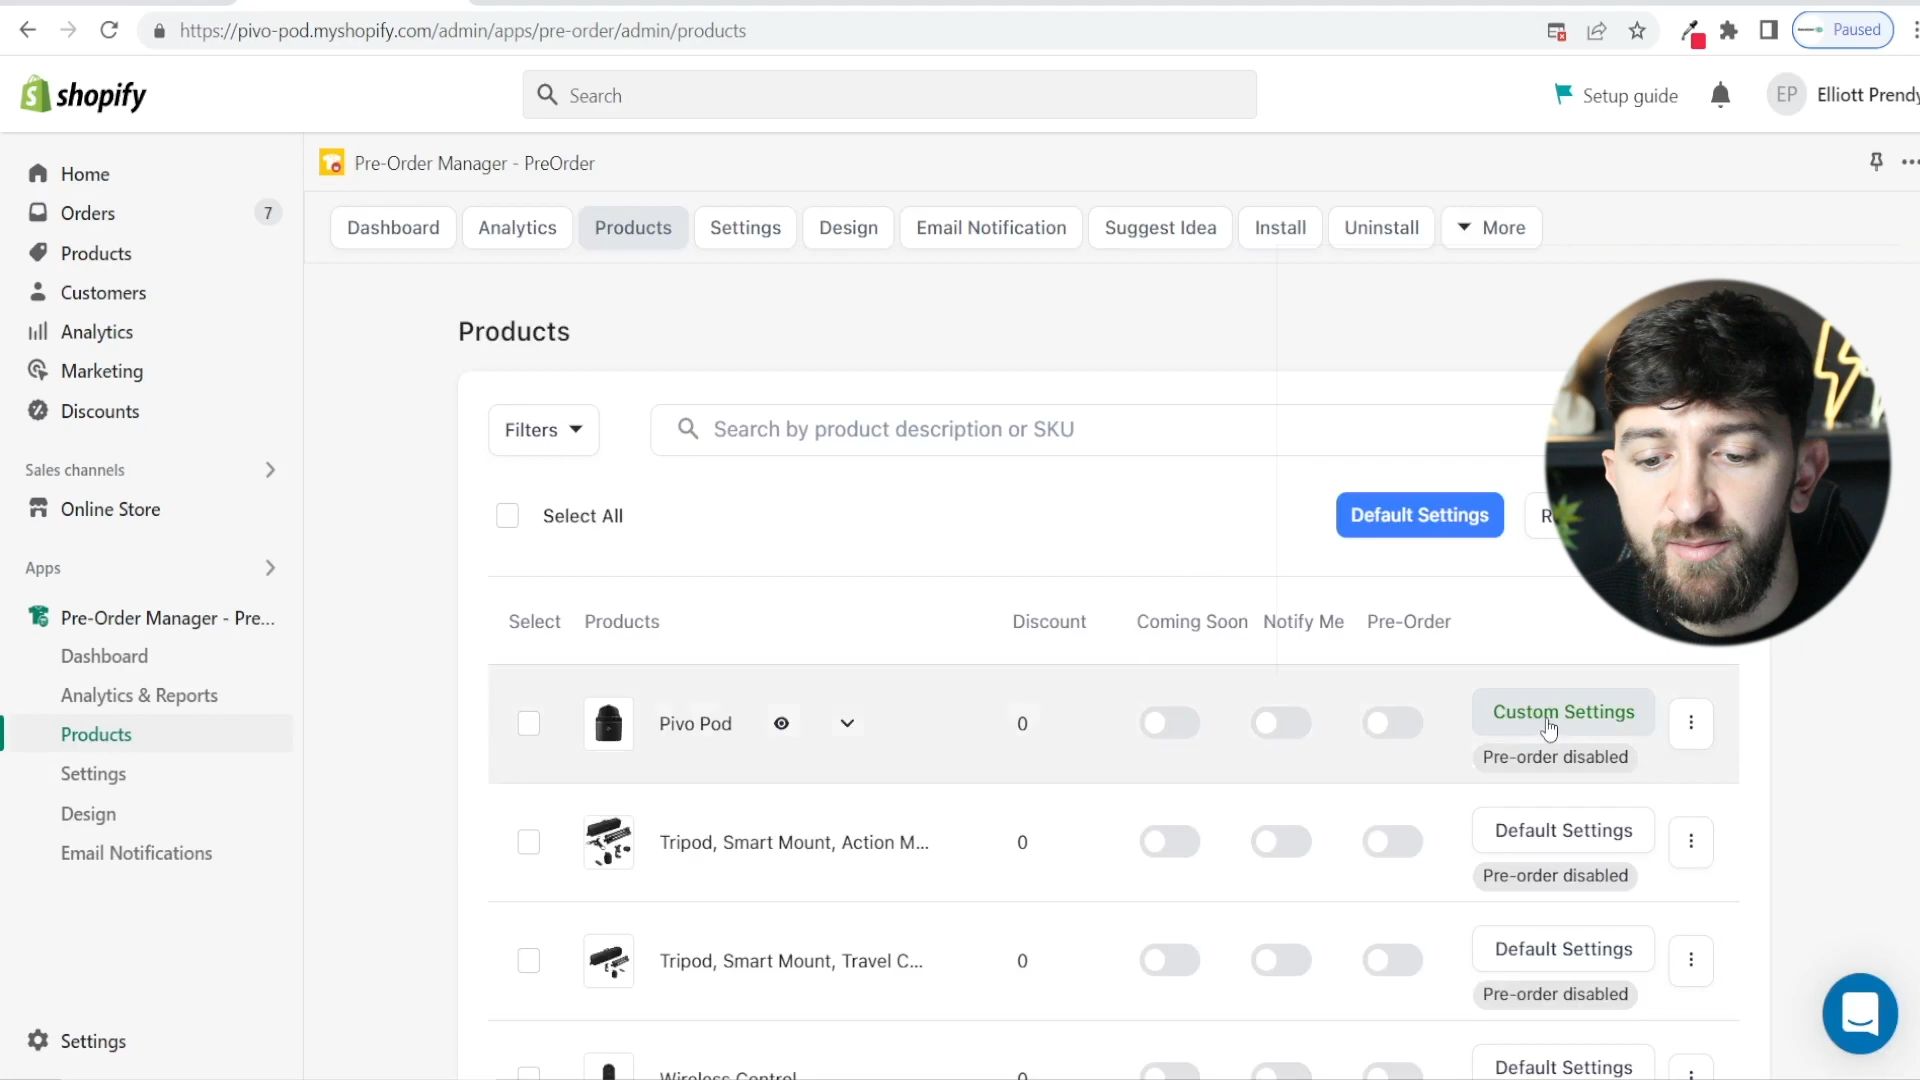 https://pivo-pod.myshopify.com/admin/apps/pre-order/admin/products
Paused
shopify
Search
Setup guide
EP
Elliott Prendy
Home
Orders
7
Products
Customers
Analytics
Marketing
Discounts
Sales channels
Online Store
Apps
Pre-Order Manager - Pre...
Dashboard
Analytics & Reports
Products
Settings
Design
Email Notifications
Settings
Pre-Order Manager - PreOrder
Dashboard
Analytics
Products
Settings
Design
Email Notification
Suggest Idea
Install
Uninstall
More
Products
Filters
Search by product description or SKU
Select All
Default Settings
Select
Products
Discount
Coming Soon
Notify Me
Pre-Order
Pivo Pod
0
Custom Settings
Pre-order disabled
Tripod, Smart Mount, Action M...
0
Default Settings
Pre-order disabled
Tripod, Smart Mount, Travel C...
0
Default Settings
Pre-order disabled
Wireless Control
0
Default Settings